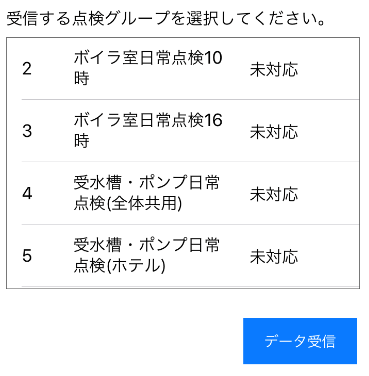 受信する点検グループを選択してください。
2 ボイラ室日常点検10 未対応
時
3 ボイラ室日常点検16 未対応
時
4 受水槽・ポンプ日常 未対応
点検(全体共用)
5 受水槽・ポンプ日常 未対応
点検(ホテル)
データ受信